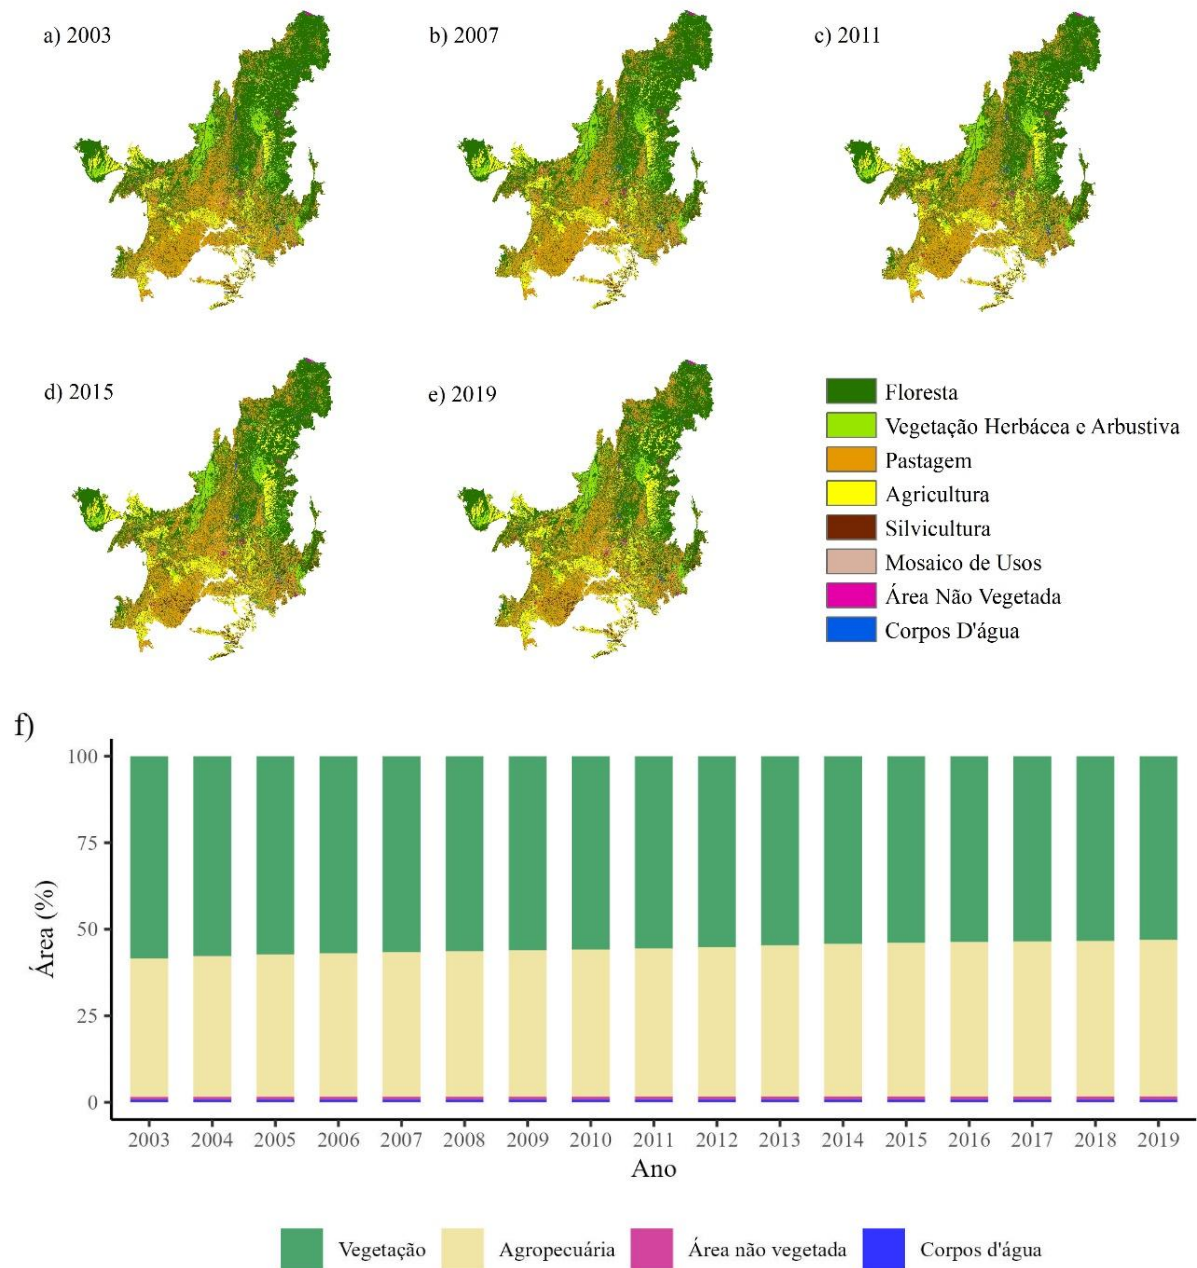 a) 2003
b) 2007
c) 2011
d) 2015
e) 2019
Floresta
Vegetação Herbácea e Arbustiva
Pastagem
Agricultura
Silvicultura
Mosaico de Usos
Área Não Vegetada
Corpos D'água
f)
100
75
50
25
0
Área (%)
2003 2004 2005 2006 2007 2008 2009 2010 2011 2012 2013 2014 2015 2016 2017 2018 2019
Ano
Vegetação Agropecuária Área não vegetada Corpos d'água